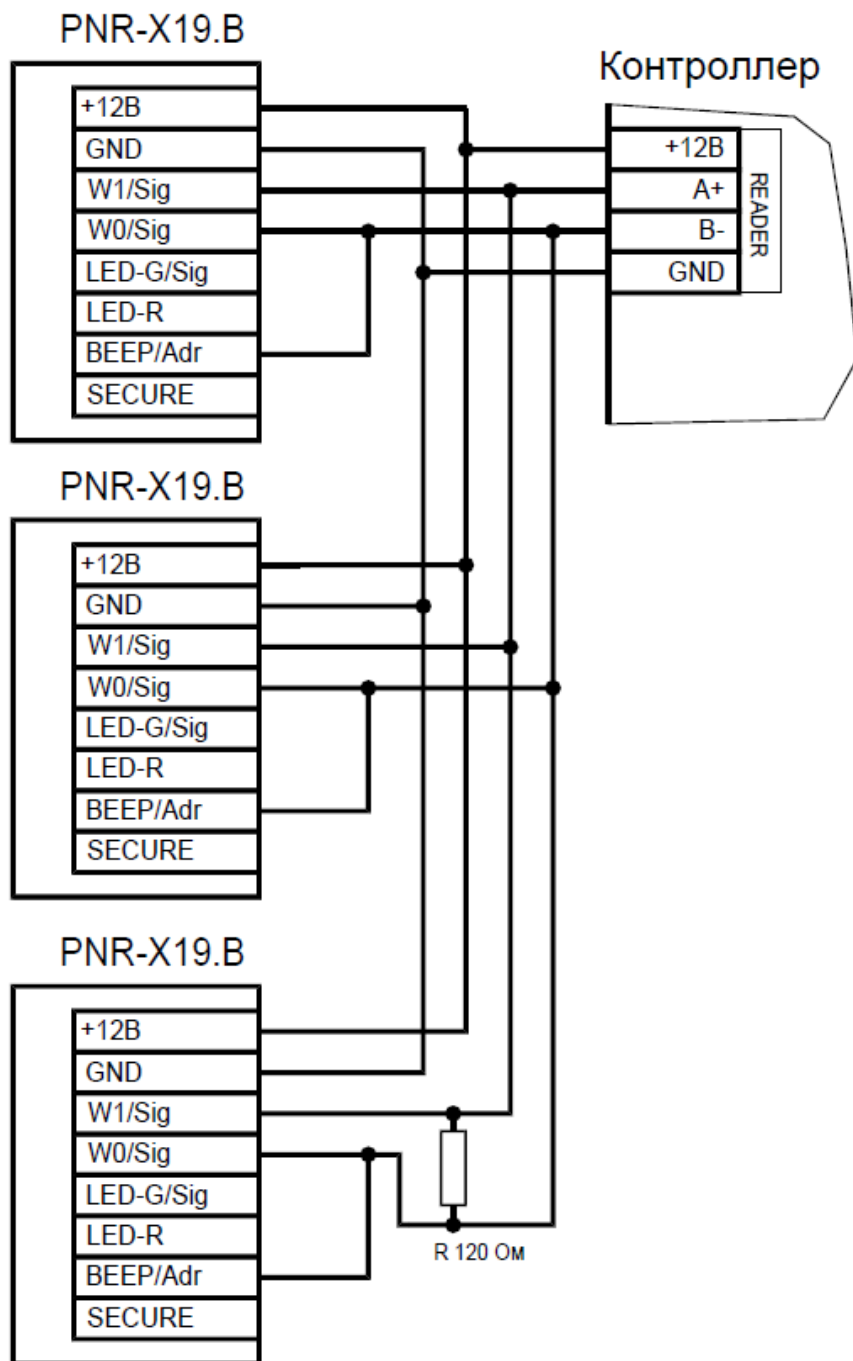 PNR-X19.B
+12В
GND
W1/Sig
W0/Sig
LED-G/Sig
LED-R
BEEP/Adr
SECURE
Контроллер
+12В
A+
B-
GND
READER
PNR-X19.B
+12В
GND
W1/Sig
W0/Sig
LED-G/Sig
LED-R
BEEP/Adr
SECURE
PNR-X19.B
+12В
GND
W1/Sig
W0/Sig
LED-G/Sig
LED-R
BEEP/Adr
SECURE
R 120 Ом